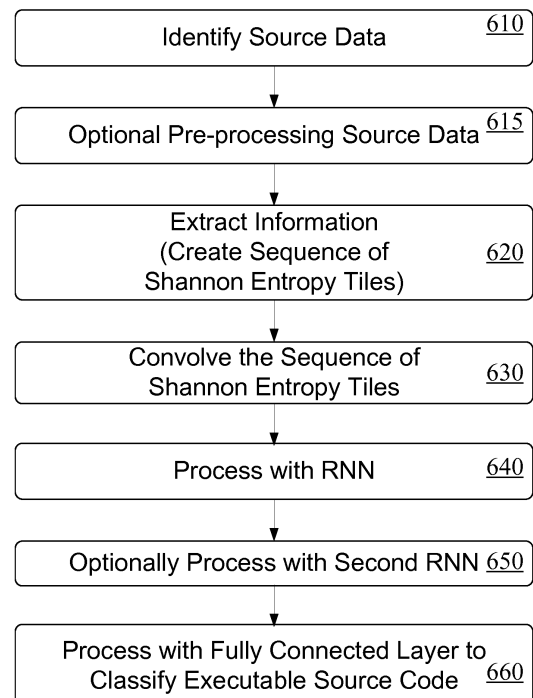 Identify Source Data 610
Optional Pre-processing Source Data 615
Extract Information
(Create Sequence of 620
Shannon Entropy Tiles)
Convolve the Sequence of
Shannon Entropy Tiles 630
Process with RNN 640
Optionally Process with Second RNN 650
Process with Fully Connected Layer to
Classify Executable Source Code 660